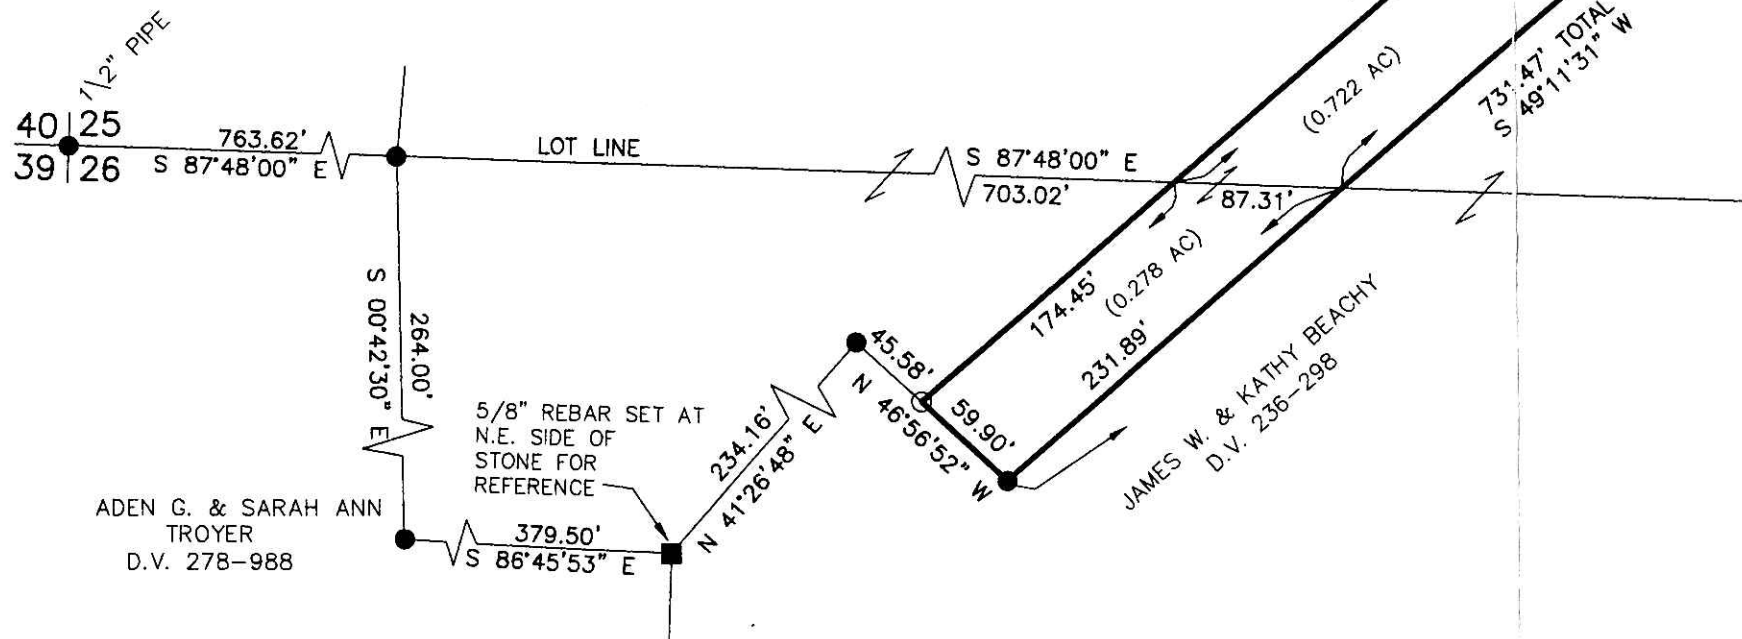 1/2" PIPE
40 25
39 26
763.62'
S 87°48'00" E
LOT LINE
S 87°48'00" E
703.02'
87.31'
(0.722 AC)
731.47' TOTAL
S 49°11'31" W
S 00°42'30" E
264.00'
174.45'
(0.278 AC)
231.89'
45.58'
59.90'
N 46°56'52" W
JAMES W. & KATHY BEACHY
D.V. 236-298
5/8" REBAR SET AT
N.E. SIDE OF
STONE FOR
REFERENCE
234.16'
N 41°26'48" E
ADEN G. & SARAH ANN
TROYER
D.V. 278-988
379.50'
S 86°45'53" E